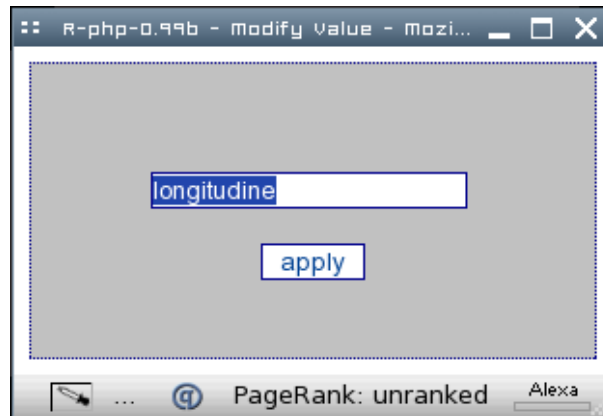 R-php-0.99b - Modify Value - Mozi...
longitudine
apply
... @ PageRank: unranked Alexa